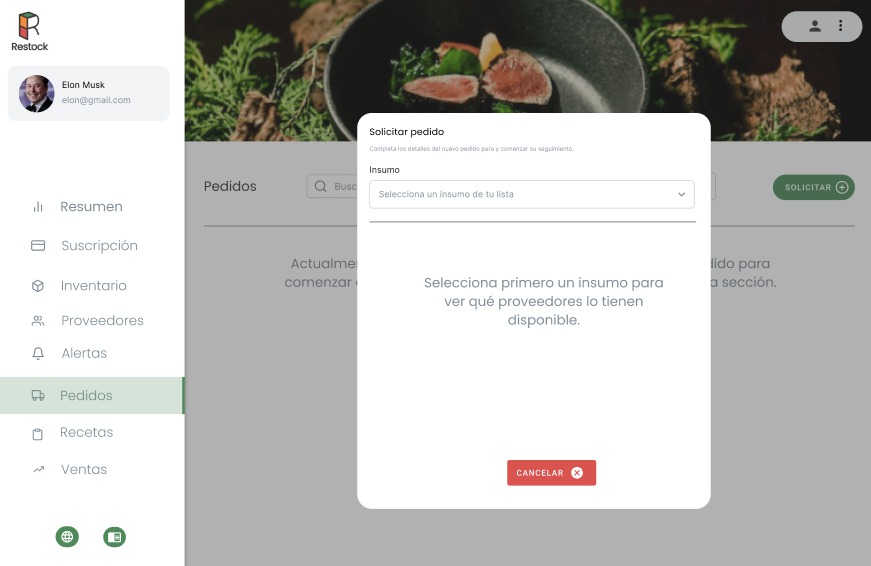 Restock
Elon Musk
elon@gmail.com
Resumen
Suscripción
Inventario
Proveedores
Alertas
Pedidos
Recetas
Ventas
Pedidos
Busc
SOLICITAR
Actualme
dido para
comenzar
a sección.
Solicitar pedido
Completa los detalles del nuevo pedido para y comenzar su seguimiento.
Insumo
Selecciona un insumo de tu lista
Selecciona primero un insumo para
ver qué proveedores lo tienen
disponible.
CANCELAR